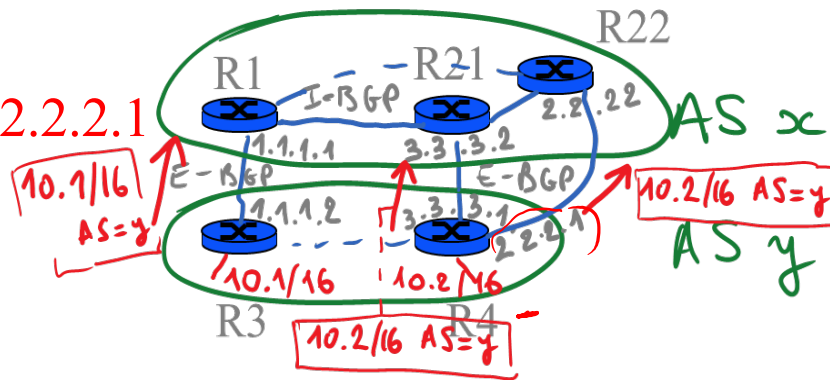 R22
R1
R21
I-BGP
2.2.2.1
2.2.22
AS x
1.1.1.1
3.3.3.2
10.1/16
AS=y
E-BGP
E-BGP
10.2/16 AS=y
1.1.1.2
3.3.3.1
2.2.2.1
AS y
10.1/16
10.2/16
R3
R4
10.2/16 AS=y